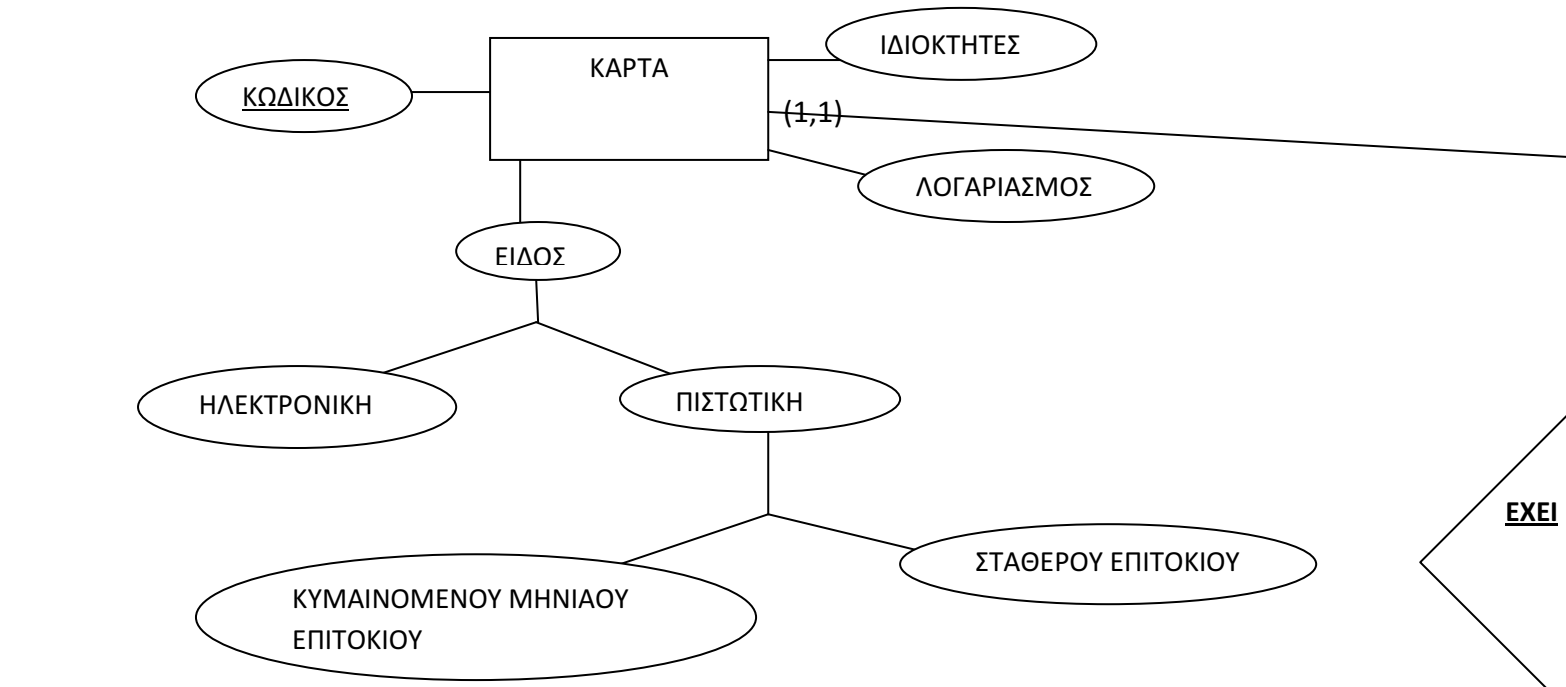 ΙΔΙΟΚΤΗΤΕΣ
ΚΑΡΤΑ
ΚΩΔΙΚΟΣ
(1,1)
ΛΟΓΑΡΙΑΣΜΟΣ
ΕΙΔΟΣ
ΗΛΕΚΤΡΟΝΙΚΗ
ΠΙΣΤΩΤΙΚΗ
ΕΧΕΙ
ΣΤΑΘΕΡΟΥ ΕΠΙΤΟΚΙΟΥ
ΚΥΜΑΙΝΟΜΕΝΟΥ ΜΗΝΙΑΟΥ
ΕΠΙΤΟΚΙΟΥ